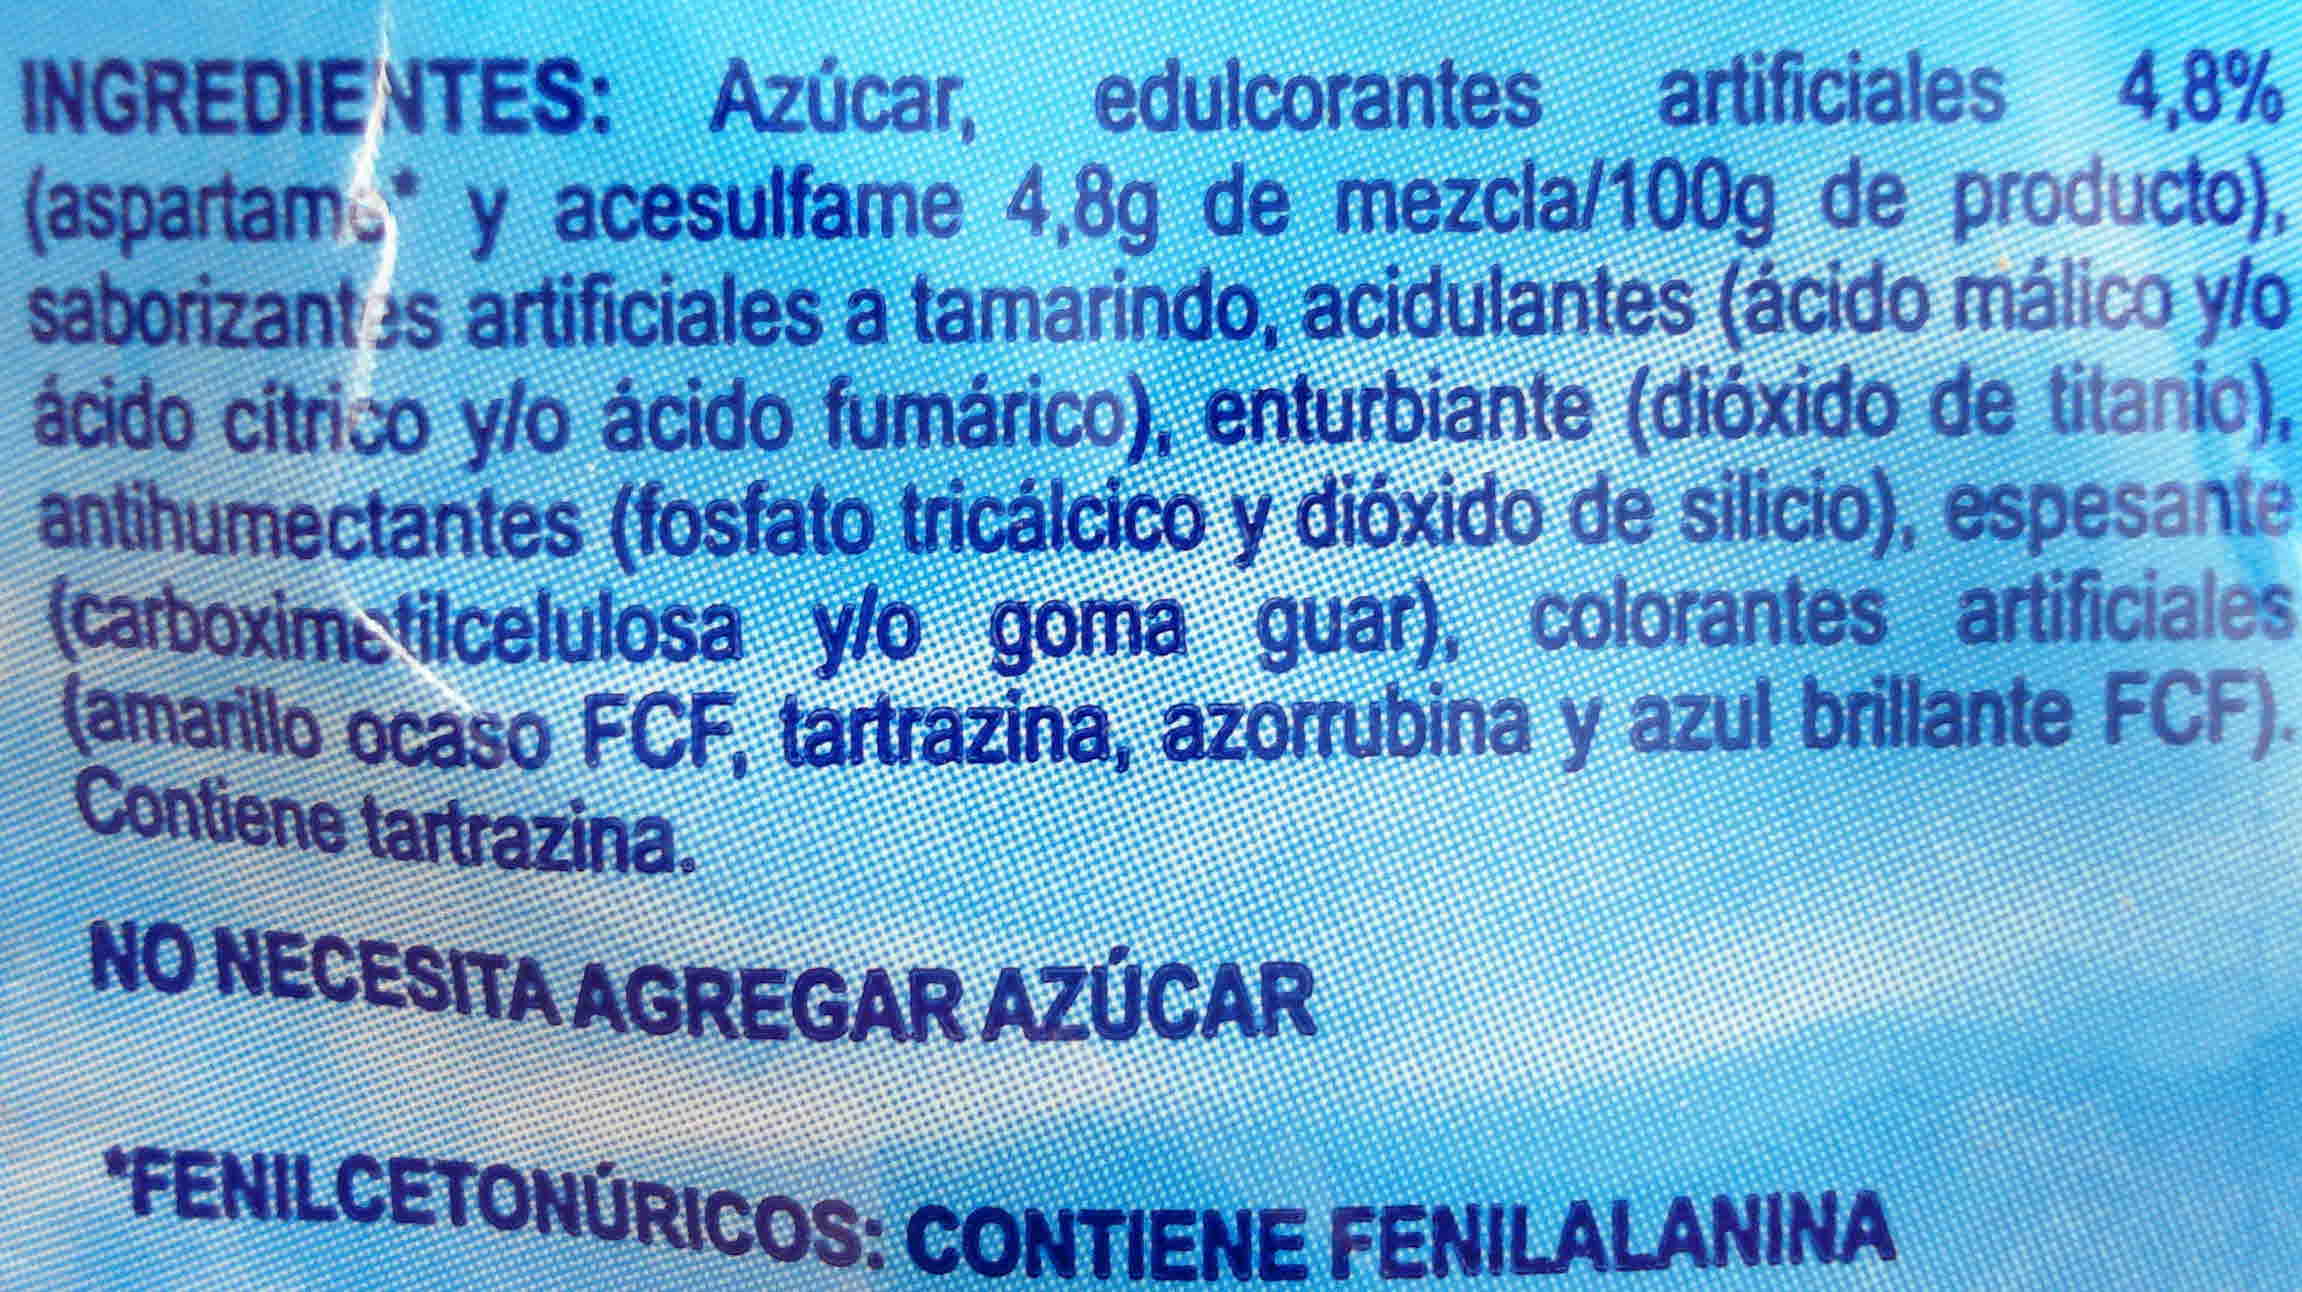 INGREDIENTES: Azúcar, edulcorantes artificiales 4,8%
(aspartame* y acesulfame 4,8g de mezcla/100g de producto),
saborizantes artificiales a tamarindo, acidulantes (ácido málico y/o
ácido cítrico y/o ácido fumárico), enturbiante (dióxido de titanio),
antihumectantes (fosfato tricálcico y dióxido de silicio), espesante
(carboximetilcelulosa y/o goma guar), colorantes artificiales
(amarillo ocaso FCF, tartrazina, azorrubina y azul brillante FCF).
Contiene tartrazina.
NO NECESITA AGREGAR AZÚCAR
*FENILCETONÚRICOS: CONTIENE FENILALANINA